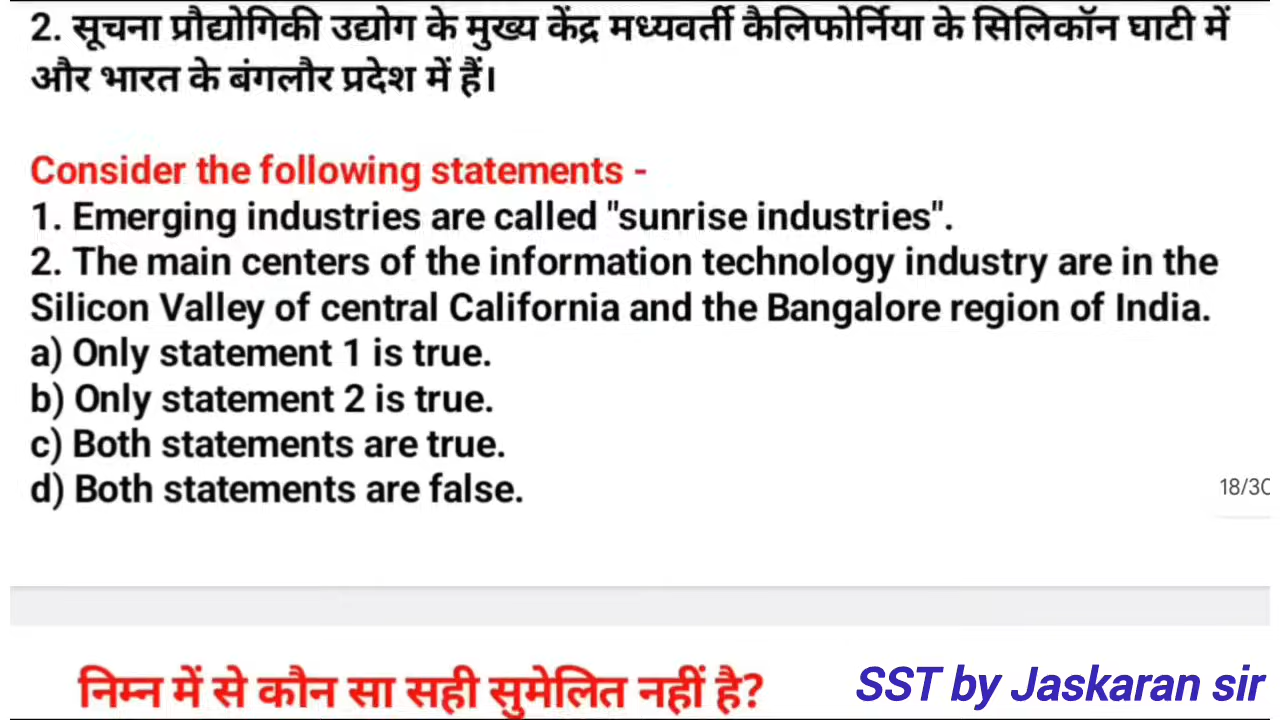 2. सूचना प्रौद्योगिकी उद्योग के मुख्य केंद्र मध्यवर्ती कैलिफोर्निया के सिलिकॉन घाटी में
और भारत के बंगलौर प्रदेश में हैं।
Consider the following statements -
1. Emerging industries are called "sunrise industries".
2. The main centers of the information technology industry are in the
Silicon Valley of central California and the Bangalore region of India.
a) Only statement 1 is true.
b) Only statement 2 is true.
c) Both statements are true.
d) Both statements are false.
18/30
निम्न में से कौन सा सही सुमेलित नहीं है?
SST by Jaskaran sir